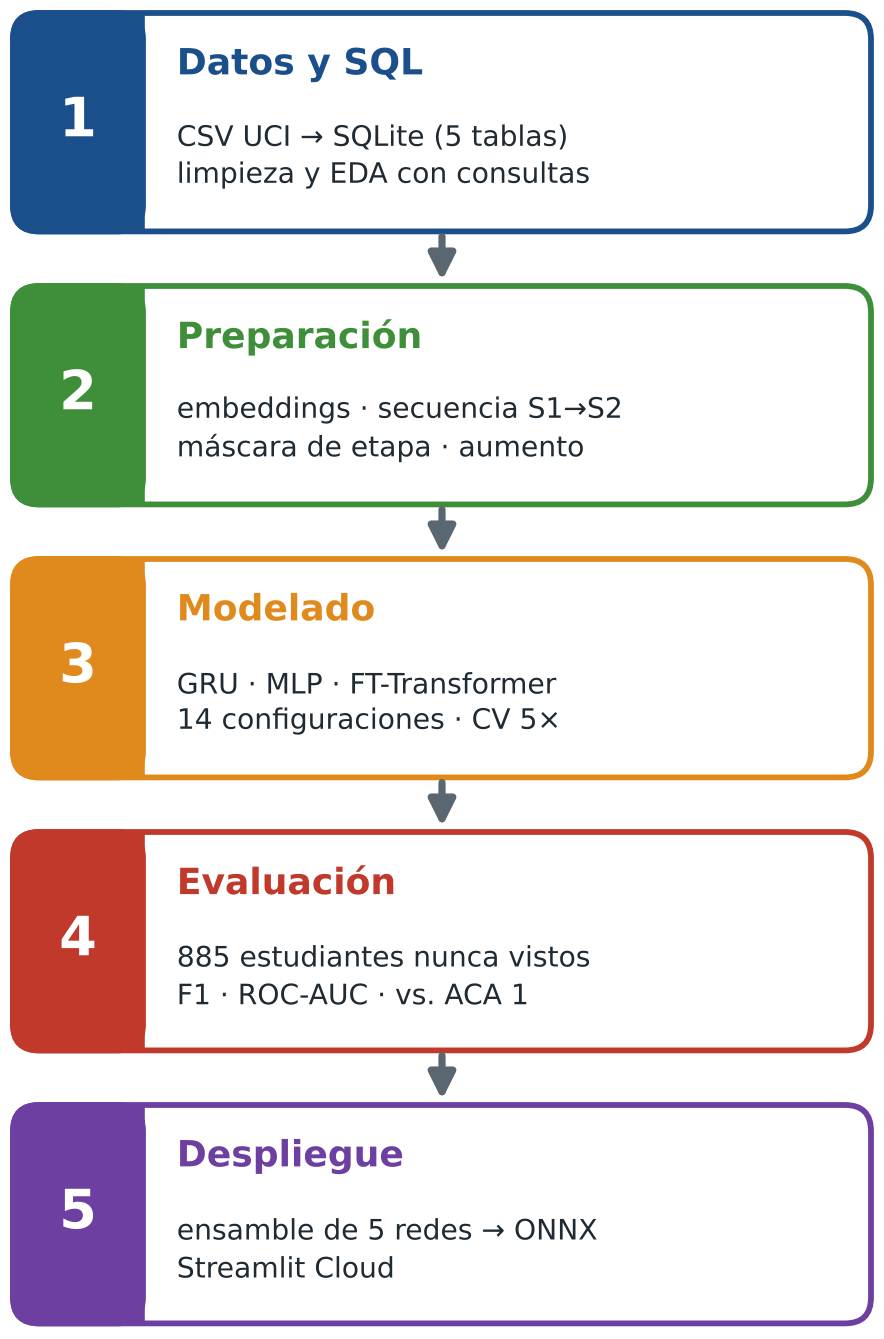 1
Datos y SQL
CSV UCI → SQLite (5 tablas)
limpieza y EDA con consultas
2
Preparación
embeddings · secuencia S1→S2
máscara de etapa · aumento
3
Modelado
GRU · MLP · FT-Transformer
14 configuraciones · CV 5×
4
Evaluación
885 estudiantes nunca vistos
F1 · ROC-AUC · vs. ACA 1
5
Despliegue
ensamble de 5 redes → ONNX
Streamlit Cloud